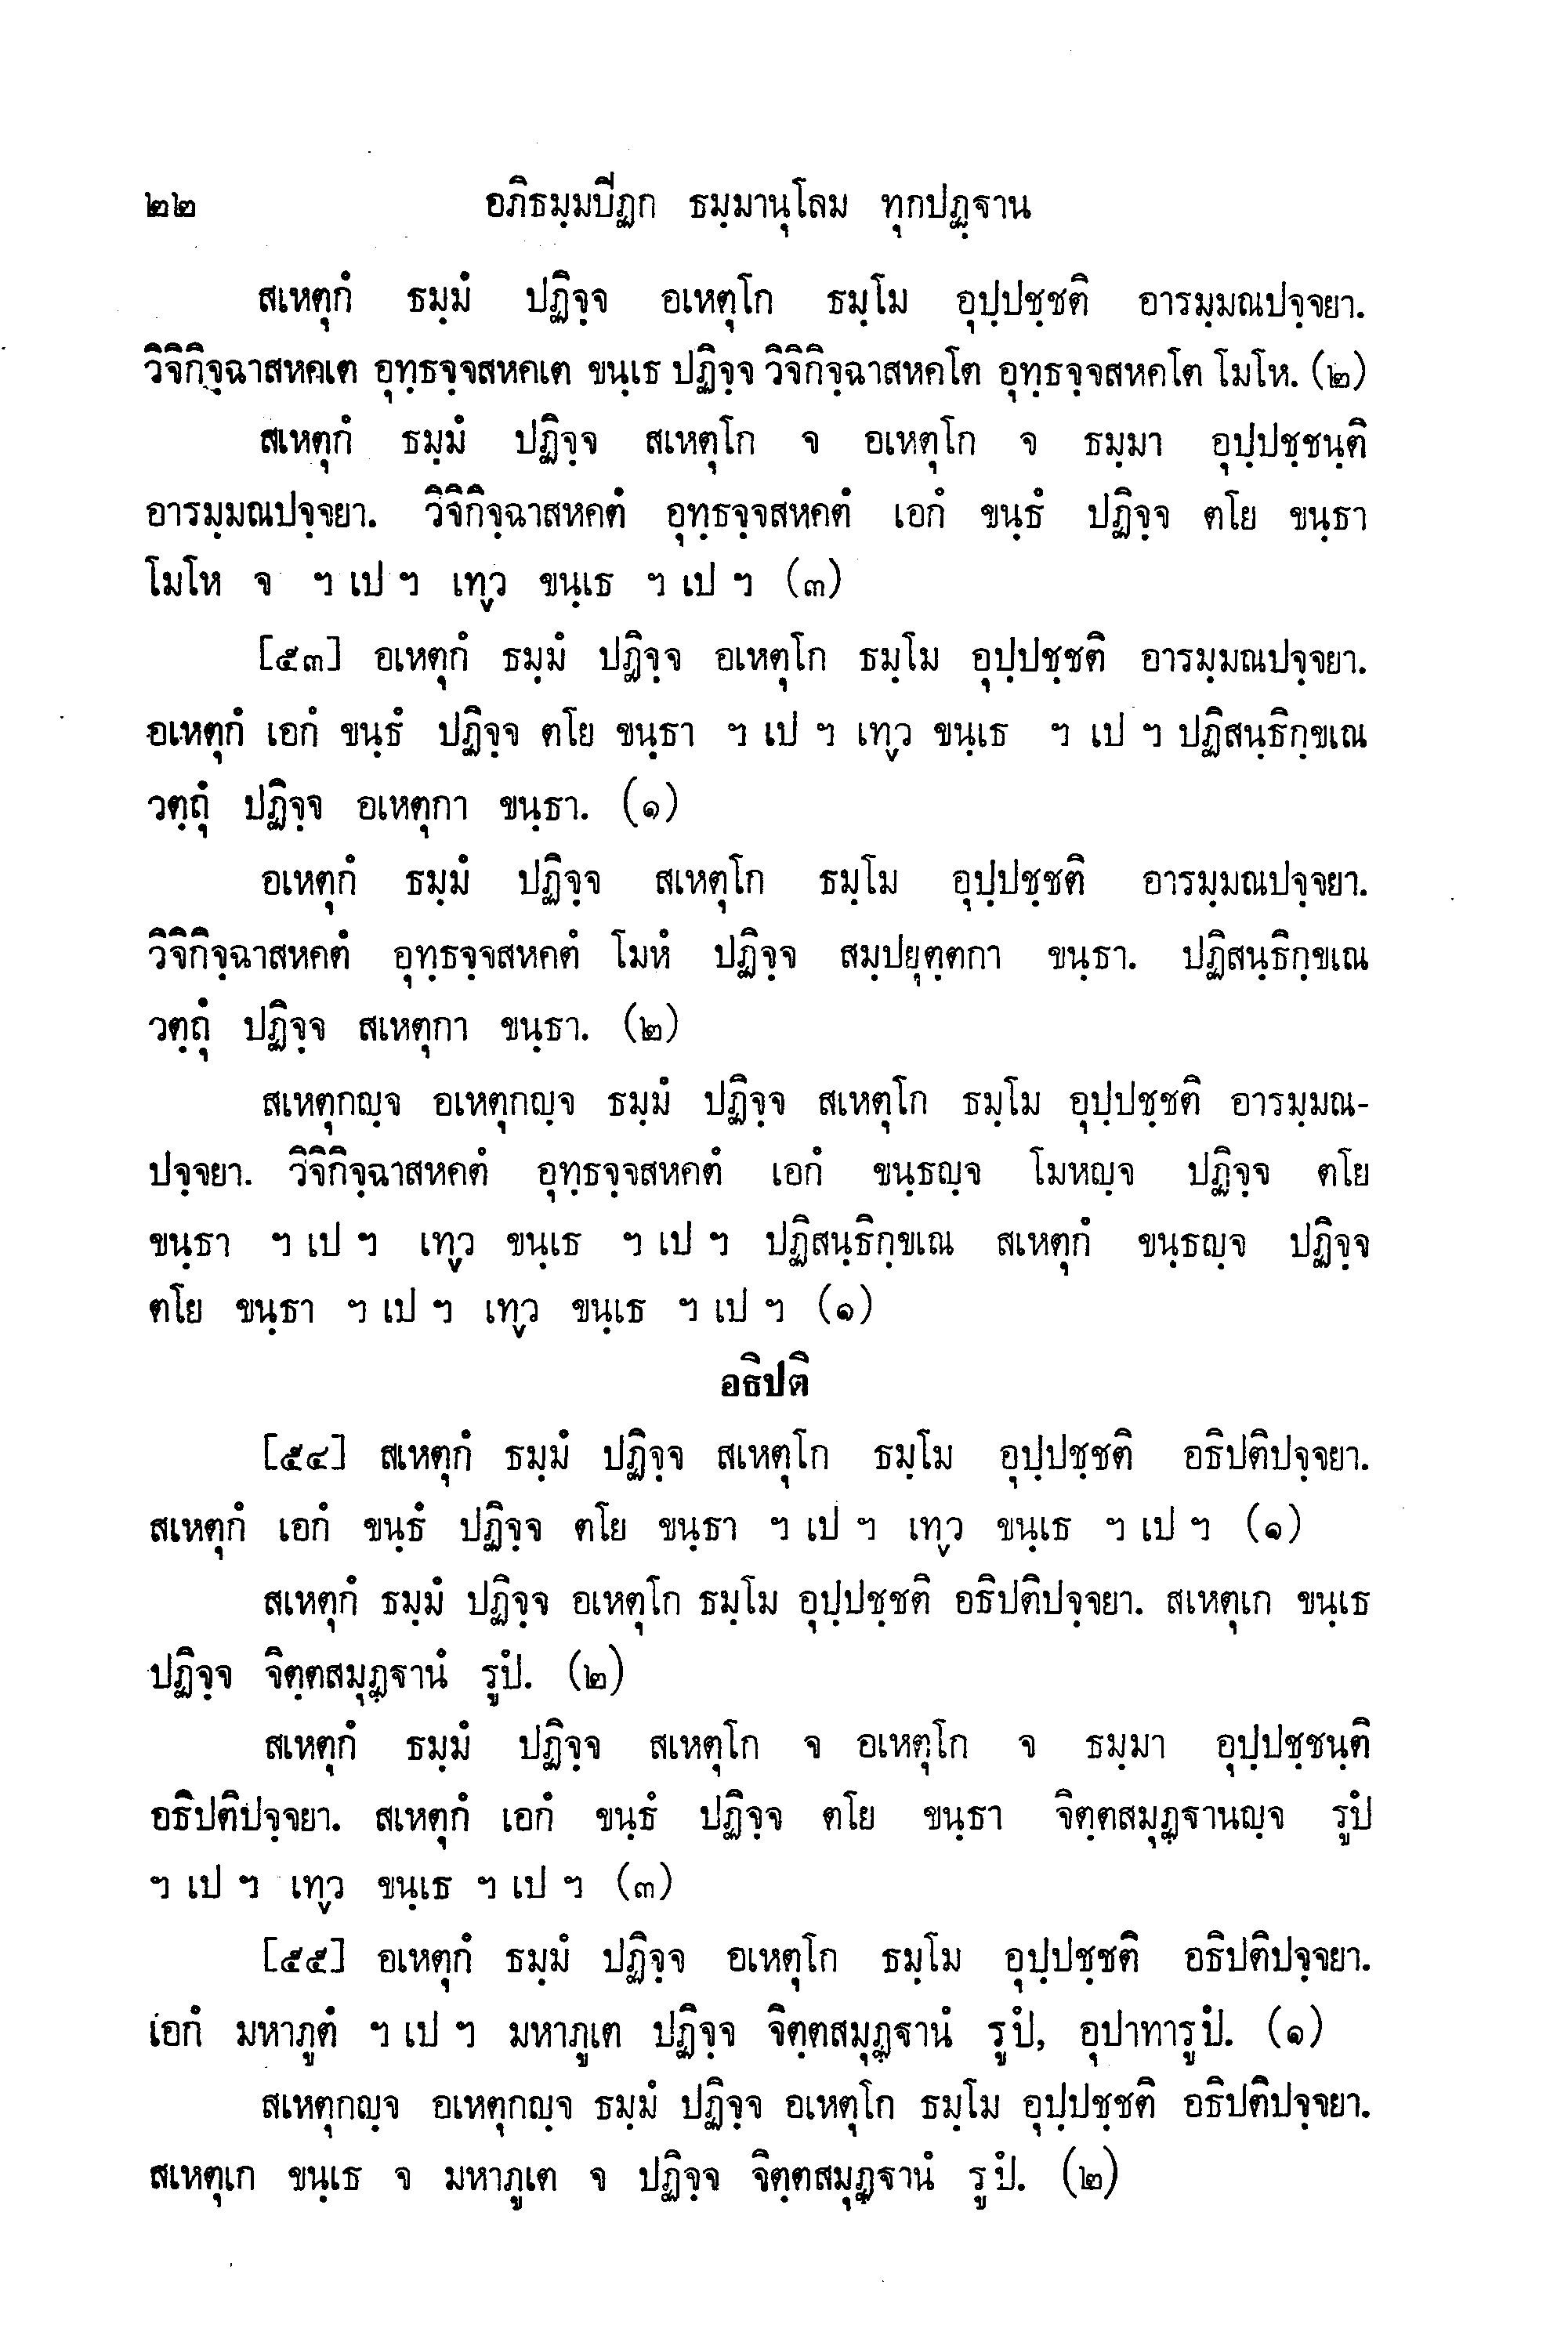 ๒๒ อภิธมฺมปีฏก ธมฺมานุโลม ทุกปฏฺฐาน
สเหตุกํ ธมฺมํ ปฏิจฺจ อเหตุโก ธมฺโม อุปฺปชฺชติ อารมฺมณปจฺจยา.
วิจิกิจฺฉาสหคเต อุทฺธจฺจสหคเต ขนฺเธ ปฏิจฺจ วิจิกิจฺฉาสหคโต อุทฺธจฺจสหคโต โมโห. (๒)
สเหตุกํ ธมฺมํ ปฏิจฺจ สเหตุโก จ อเหตุโก จ ธมฺมา อุปฺปชฺชนฺติ
อารมฺมณปจฺจยา. วิจิกิจฺฉาสหคตํ อุทฺธจฺจสหคตํ เอกํ ขนฺธํ ปฏิจฺจ ตโย ขนฺธา
โมโห จ ฯ เป ฯ เทฺว ขนฺเธ ฯ เป ฯ (๓)
[๕๓] อเหตุกํ ธมฺมํ ปฏิจฺจ อเหตุโก ธมฺโม อุปฺปชฺชติ อารมฺมณปจฺจยา.
อเหตุกํ เอกํ ขนฺธํ ปฏิจฺจ ตโย ขนฺธา ฯ เป ฯ เทฺว ขนฺเธ ฯ เป ฯ ปฏิสนฺธิกฺขเณ
วตฺถุํ ปฏิจฺจ อเหตุกา ขนฺธา. (๑)
อเหตุกํ ธมฺมํ ปฏิจฺจ สเหตุโก ธมฺโม อุปฺปชฺชติ อารมฺมณปจฺจยา.
วิจิกิจฺฉาสหคตํ อุทฺธจฺจสหคตํ โมหํ ปฏิจฺจ สมฺปยุตฺตกา ขนฺธา. ปฏิสนฺธิกฺขเณ
วตฺถุํ ปฏิจฺจ สเหตุกา ขนฺธา. (๒)
สเหตุกญฺจ อเหตุกญฺจ ธมฺมํ ปฏิจฺจ สเหตุโก ธมฺโม อุปฺปชฺชติ อารมฺมณ-
ปจฺจยา. วิจิกิจฺฉาสหคตํ อุทฺธจฺจสหคตํ เอกํ ขนฺธญฺจ โมหญฺจ ปฏิจฺจ ตโย
ขนฺธา ฯ เป ฯ เทฺว ขนฺเธ ฯ เป ฯ ปฏิสนฺธิกฺขเณ สเหตุกํ ขนฺธญฺจ ปฏิจฺจ
ตโย ขนฺธา ฯ เป ฯ เทฺว ขนฺเธ ฯ เป ฯ (๑)
อธิปติ
[๕๔] สเหตุกํ ธมฺมํ ปฏิจฺจ สเหตุโก ธมฺโม อุปฺปชฺชติ อธิปติปจฺจยา.
สเหตุกํ เอกํ ขนฺธํ ปฏิจฺจ ตโย ขนฺธา ฯ เป ฯ เทฺว ขนฺเธ ฯ เป ฯ (๑)
สเหตุกํ ธมฺมํ ปฏิจฺจ อเหตุโก ธมฺโม อุปฺปชฺชติ อธิปติปจฺจยา. สเหตุเก ขนฺเธ
ปฏิจฺจ จิตฺตสมุฏฺฐานํ รูปํ. (๒)
สเหตุกํ ธมฺมํ ปฏิจฺจ สเหตุโก จ อเหตุโก จ ธมฺมา อุปฺปชฺชนฺติ
อธิปติปจฺจยา. สเหตุกํ เอกํ ขนฺธํ ปฏิจฺจ ตโย ขนฺธา จิตฺตสมุฏฺฐานญฺจ รูปํ
ฯ เป ฯ เทฺว ขนฺเธ ฯ เป ฯ (๓)
[๕๕] อเหตุกํ ธมฺมํ ปฏิจฺจ อเหตุโก ธมฺโม อุปฺปชฺชติ อธิปติปจฺจยา.
เอกํ มหาภูตํ ฯ เป ฯ มหาภูเต ปฏิจฺจ จิตฺตสมุฏฺฐานํ รูปํ, อุปาทารูปํ. (๑)
สเหตุกญฺจ อเหตุกญฺจ ธมฺมํ ปฏิจฺจ อเหตุโก ธมฺโม อุปฺปชฺชติ อธิปติปจฺจยา.
สเหตุเก ขนฺเธ จ มหาภูเต จ ปฏิจฺจ จิตฺตสมุฏฺฐานํ รูปํ. (๒)